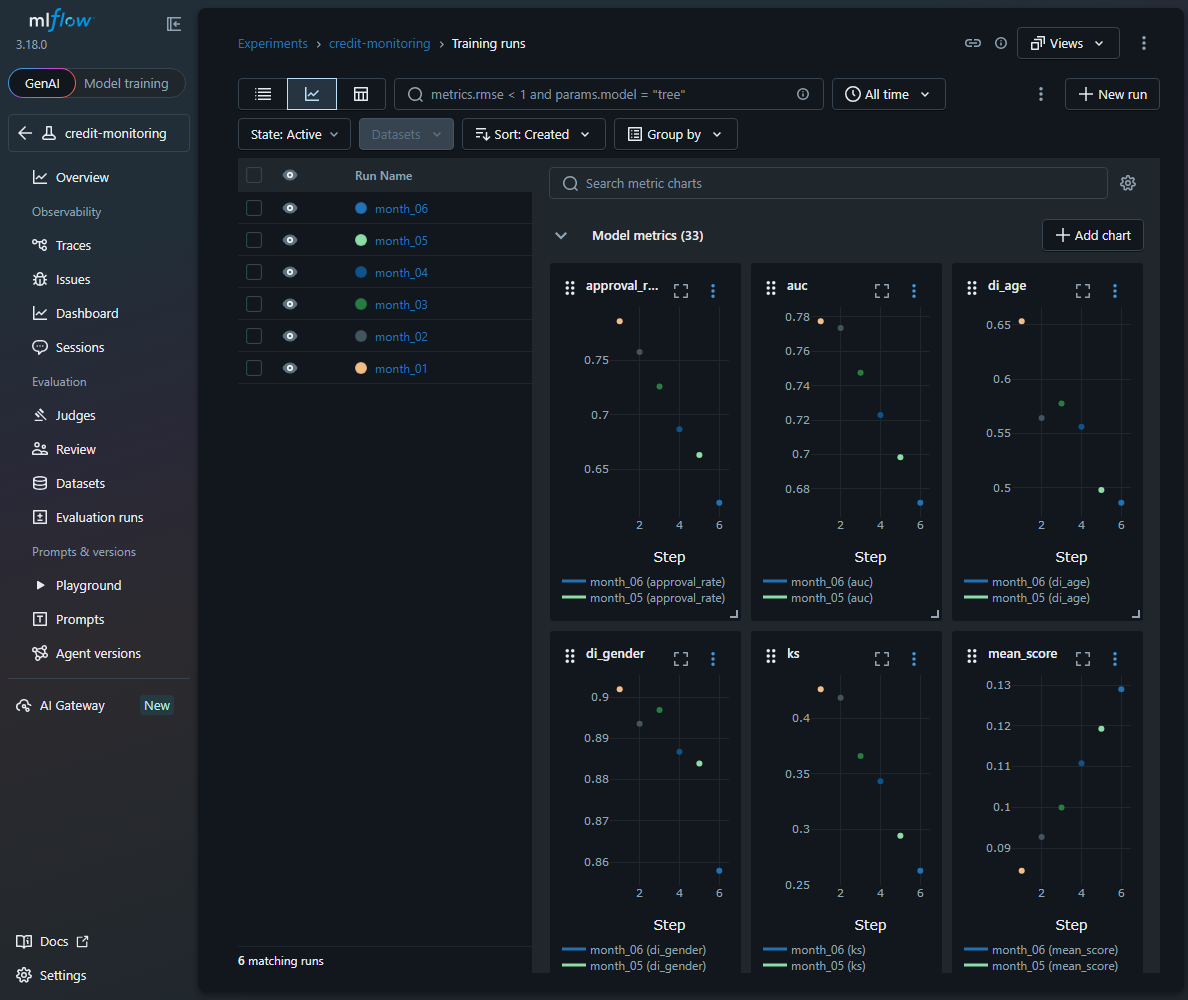 mlflow
3.18.0
GenAI
Model training
credit-monitoring
Overview
Observability
Traces
Issues
Dashboard
Sessions
Evaluation
Judges
Review
Datasets
Evaluation runs
Prompts & versions
Playground
Prompts
Agent versions
AI Gateway New
Docs
Settings
Experiments > credit-monitoring > Training runs
Views
metrics.rmse < 1 and params.model = "tree"
All time
New run
State: Active
Datasets
Sort: Created
Group by
Run Name
month_06
month_05
month_04
month_03
month_02
month_01
6 matching runs
Search metric charts
Model metrics (33)
Add chart
approval_r...
0.75
0.7
0.65
2 4 6
Step
month_06 (approval_rate)
month_05 (approval_rate)
auc
0.78
0.76
0.74
0.72
0.7
0.68
2 4 6
Step
month_06 (auc)
month_05 (auc)
di_age
0.65
0.6
0.55
0.5
2 4 6
Step
month_06 (di_age)
month_05 (di_age)
di_gender
0.9
0.89
0.88
0.87
0.86
2 4 6
Step
month_06 (di_gender)
month_05 (di_gender)
ks
0.4
0.35
0.3
0.25
2 4 6
Step
month_06 (ks)
month_05 (ks)
mean_score
0.13
0.12
0.11
0.1
0.09
2 4 6
Step
month_06 (mean_score)
month_05 (mean_score)